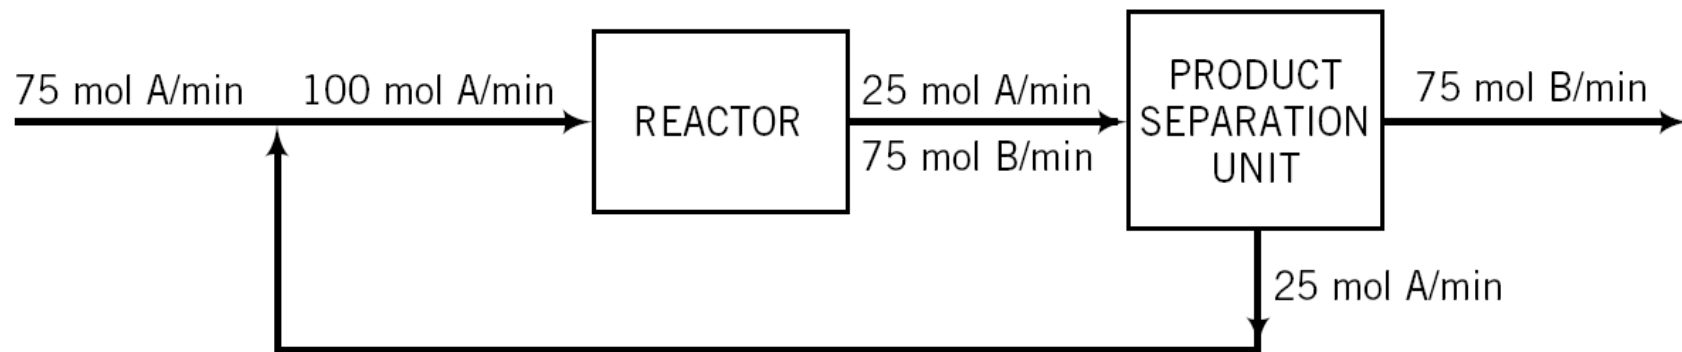 75 mol A/min
100 mol A/min
REACTOR
25 mol A/min
75 mol B/min
PRODUCT
SEPARATION
UNIT
75 mol B/min
25 mol A/min